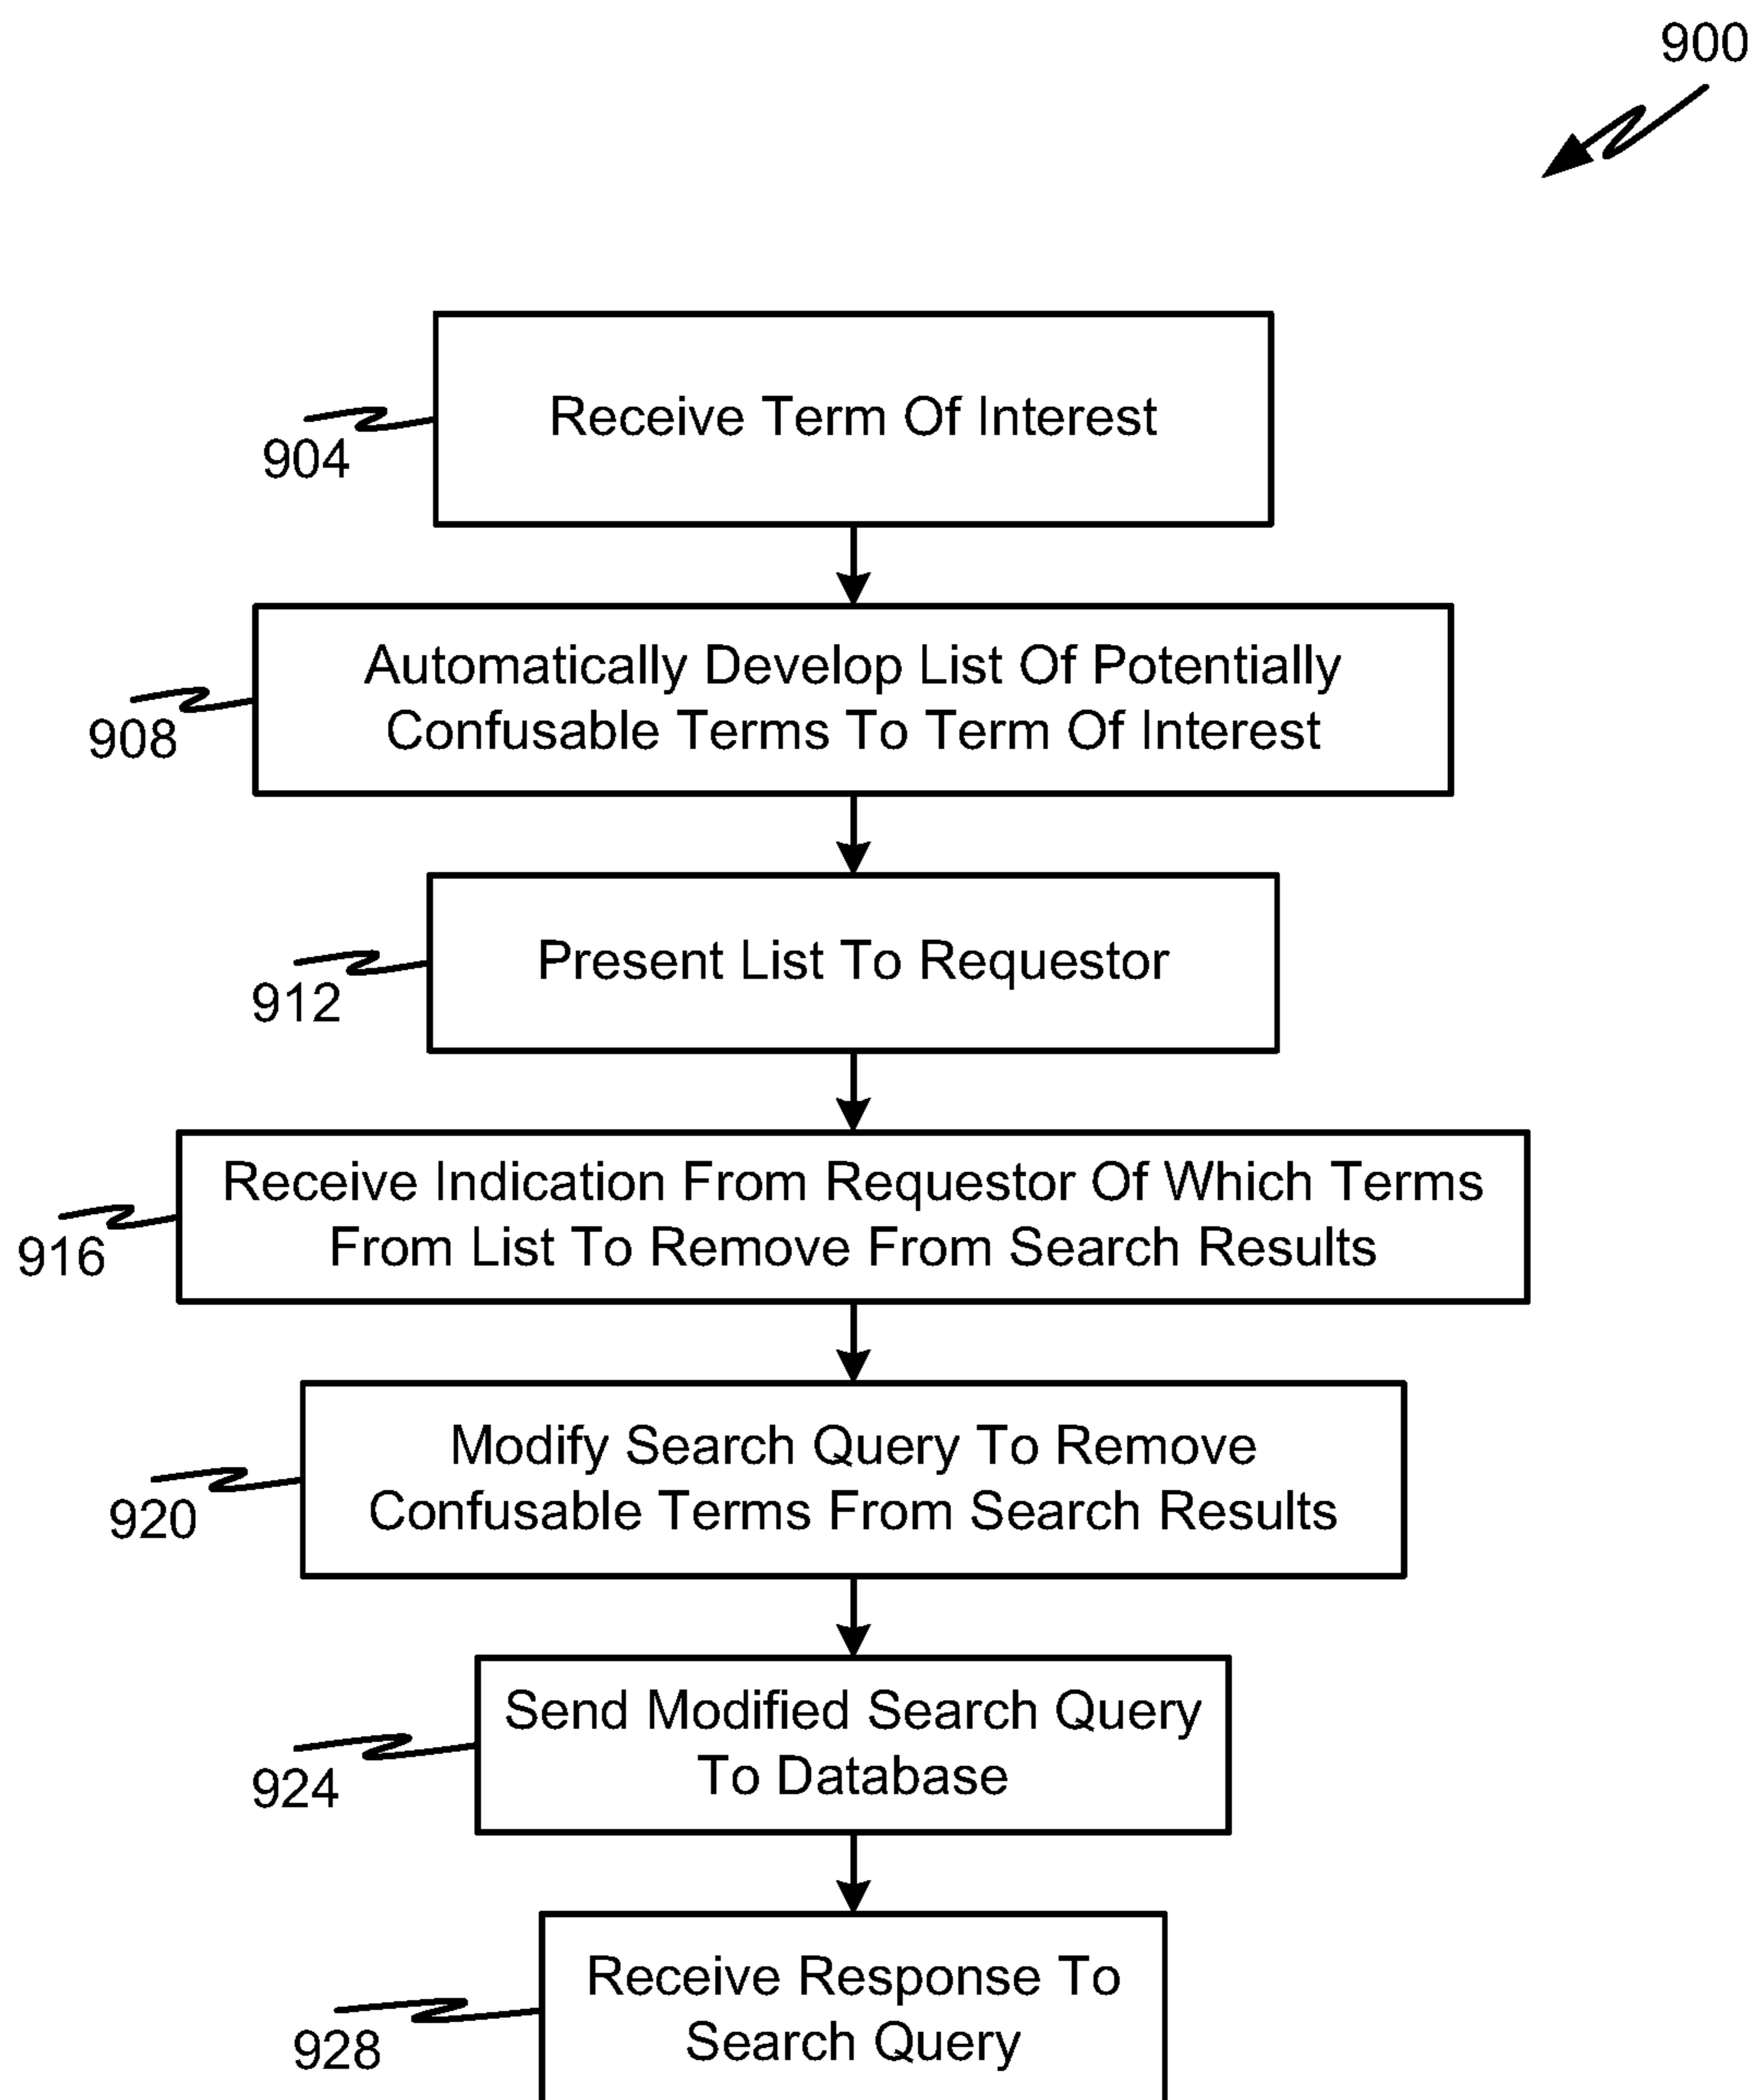 900
Receive Term Of Interest
904
Automatically Develop List Of Potentially
Confusable Terms To Term Of Interest
908
Present List To Requestor
912
Receive Indication From Requestor Of Which Terms
From List To Remove From Search Results
916
Modify Search Query To Remove
Confusable Terms From Search Results
920
Send Modified Search Query
To Database
924
Receive Response To
Search Query
928